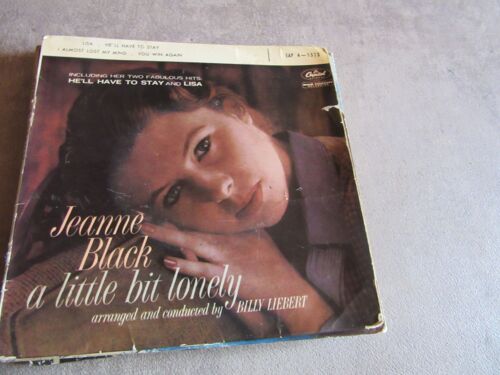 LISA . HE'LL HAVE TO STAY
I ALMOST LOST MY MIND . YOU WIN AGAIN
EAP 4-1513
INCLUDING HER TWO FABULOUS HITS:
HE'LL HAVE TO STAY AND LISA
Capitol
Jeanne
Black
a little bit lonely
arranged and conducted by BILLY LIEBERT